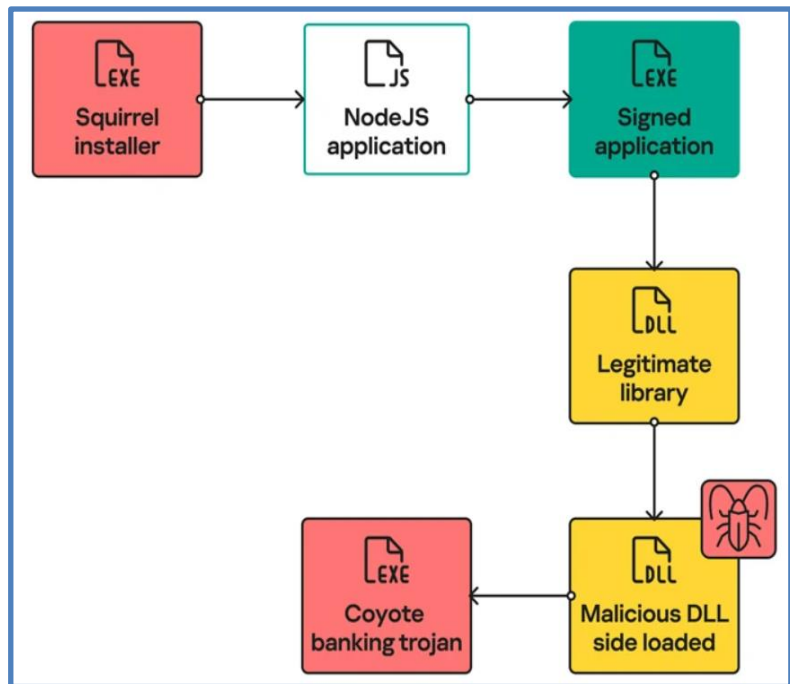 EXE
Squirrel
installer
JS
NodeJS
application
EXE
Signed
application
DLL
Legitimate
library
DLL
Malicious DLL
side loaded
EXE
Coyote
banking trojan